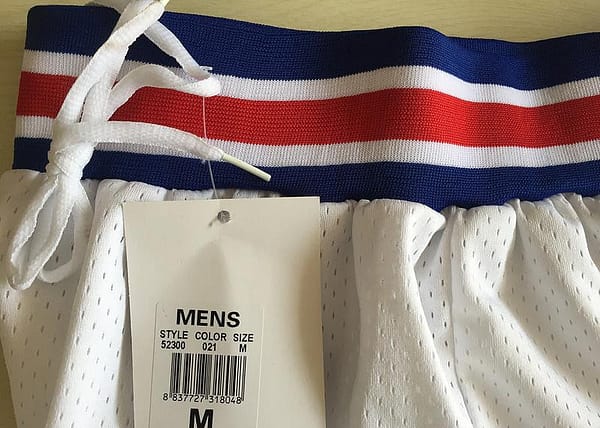 MENS
STYLE COLOR SIZE
52300 021 M
8 837727 318048
M